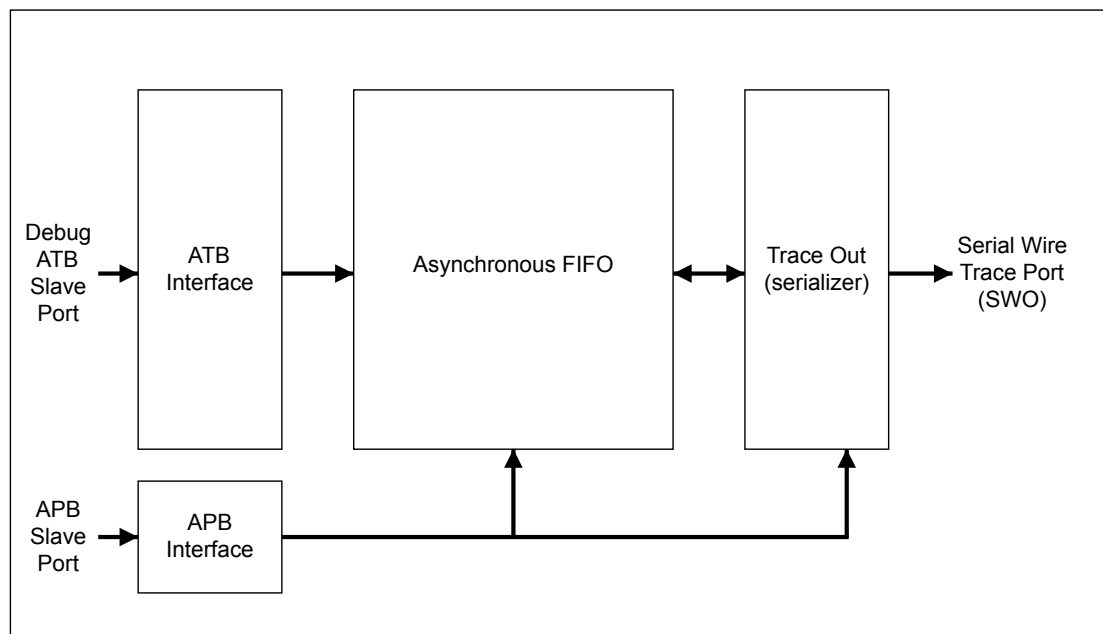 Debug
ATB
Slave
Port
ATB
Interface
Asynchronous FIFO
Trace Out
(serializer)
Serial Wire
Trace Port
(SWO)
APB
Slave
Port
APB
Interface